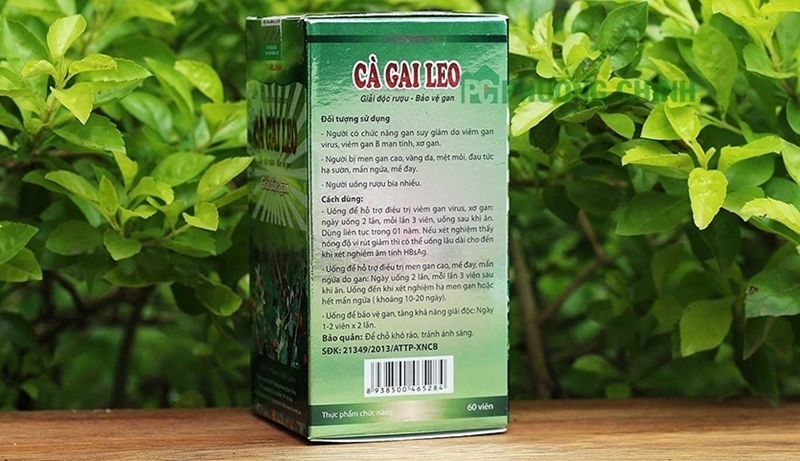 CÀ GAI LEO
Giải độc rượu - Bảo vệ gan
Đối tượng sử dụng
- Người có chức năng gan suy giảm do viêm gan
virus, viêm gan B mạn tính, xơ gan.
- Người bị men gan cao, vàng da, mệt mỏi, đau tức
hạ sườn, mẩn ngứa, mề đay.
- Người uống rượu bia nhiều.
Cách dùng:
- Uống để hỗ trợ điều trị viêm gan virus, xơ gan:
ngày uống 2 lần, mỗi lần 3 viên, uống sau khi ăn.
Dùng liên tục trong 01 năm. Nếu xét nghiệm thấy
nồng độ vi rút giảm thì có thể uống lâu dài cho đến
khi xét nghiệm âm tính HBsAg.
- Uống để hỗ trợ điều trị men gan cao, mề đay, mẩn
ngứa do gan: Ngày uống 2 lần, mỗi lần 3 viên sau
khi ăn. Uống đến khi xét nghiệm hạ men gan hoặc
hết mẩn ngứa ( khoảng 10-20 ngày).
- Uống để bảo vệ gan, tăng khả năng giải độc: Ngày
1-2 viên x 2 lần.
Bảo quản: Để chỗ khô ráo, tránh ánh sáng.
SĐK: 21349/2013/ATTP-XNCB
8 938500 465284
Thực phẩm chức năng
60 viên
CÀ GAI LEO